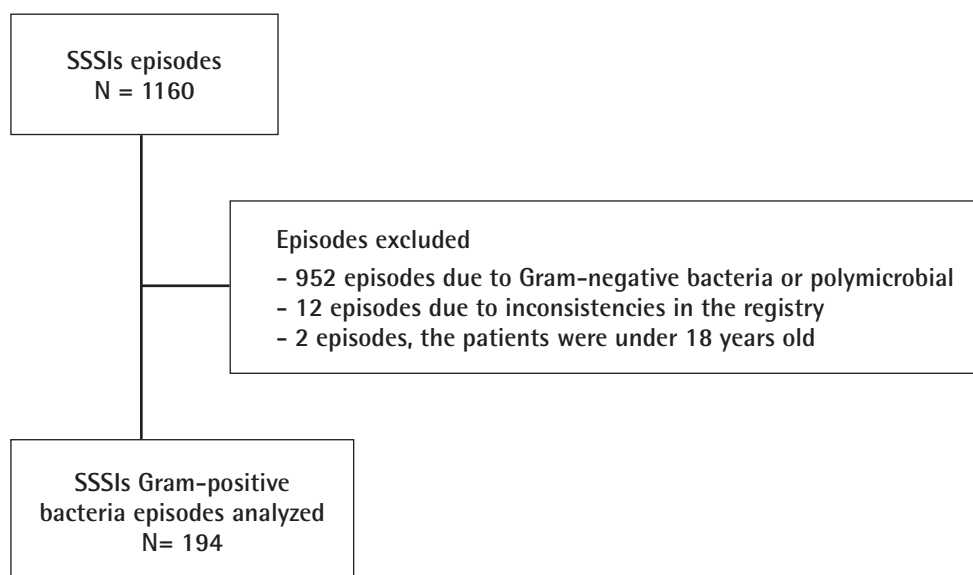 SSSIs episodes
N = 1160
Episodes excluded
- 952 episodes due to Gram-negative bacteria or polymicrobial
- 12 episodes due to inconsistencies in the registry
- 2 episodes, the patients were under 18 years old
SSSIs Gram-positive
bacteria episodes analyzed
N= 194